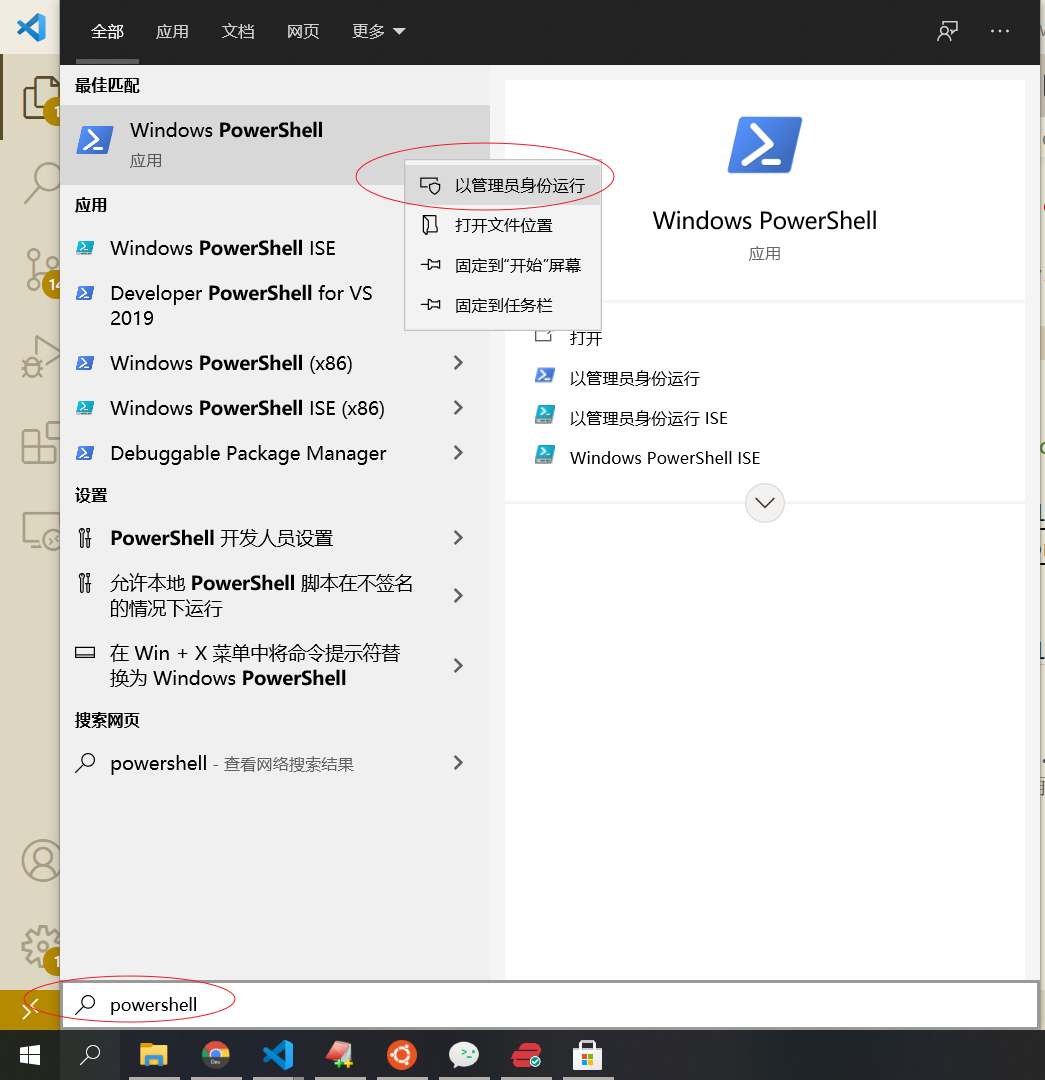 全部 应用 文档 网页 更多
最佳匹配
Windows PowerShell
应用
以管理员身份运行
打开文件位置
固定到“开始”屏幕
固定到任务栏
应用
Windows PowerShell ISE
Developer PowerShell for VS
2019
Windows PowerShell (x86)
Windows PowerShell ISE (x86)
Debuggable Package Manager
设置
PowerShell 开发人员设置
允许本地 PowerShell 脚本在不签名
的情况下运行
在 Win + X 菜单中将命令提示符替
换为 Windows PowerShell
搜索网页
powershell - 查看网络搜索结果
Windows PowerShell
应用
打开
以管理员身份运行
以管理员身份运行 ISE
Windows PowerShell ISE
powershell
Dev